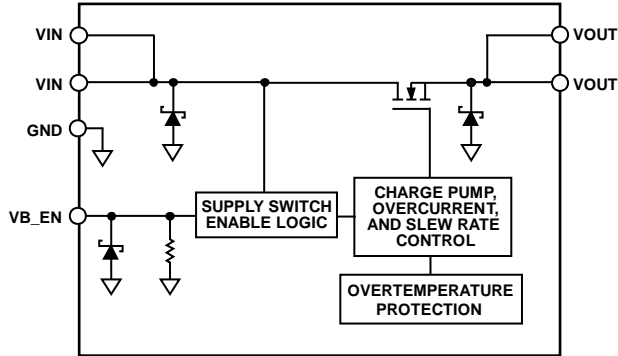 VIN
VOUT
VIN
VOUT
GND
VB_EN
SUPPLY SWITCH
ENABLE LOGIC
CHARGE PUMP,
OVERCURRENT,
AND SLEW RATE
CONTROL
OVERTEMPERATURE
PROTECTION